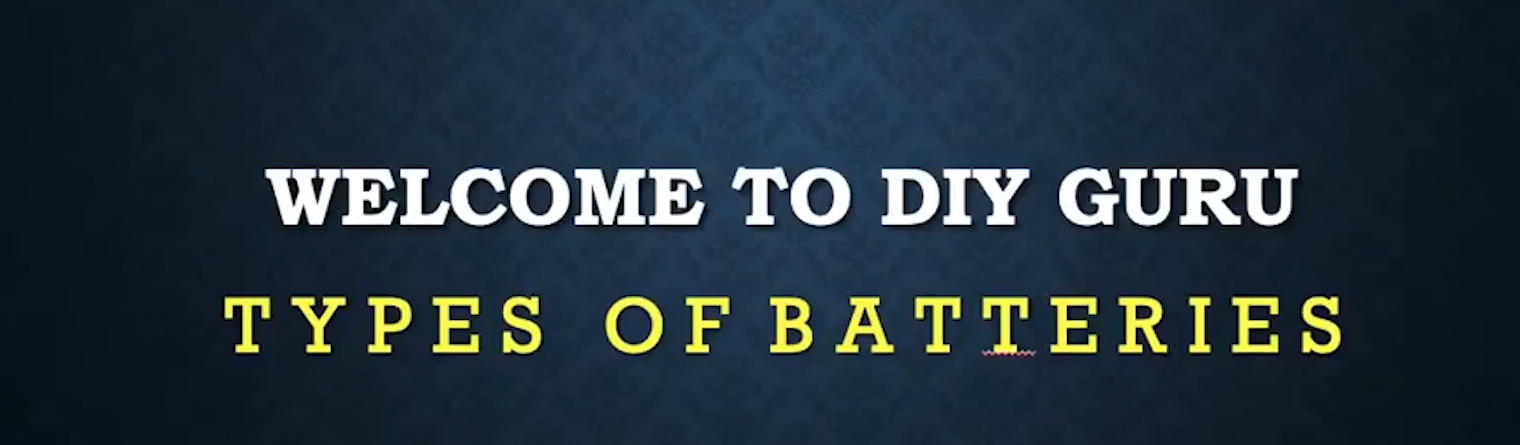 WELCOME TO DIY GURU
TYPES OF BATTERIES